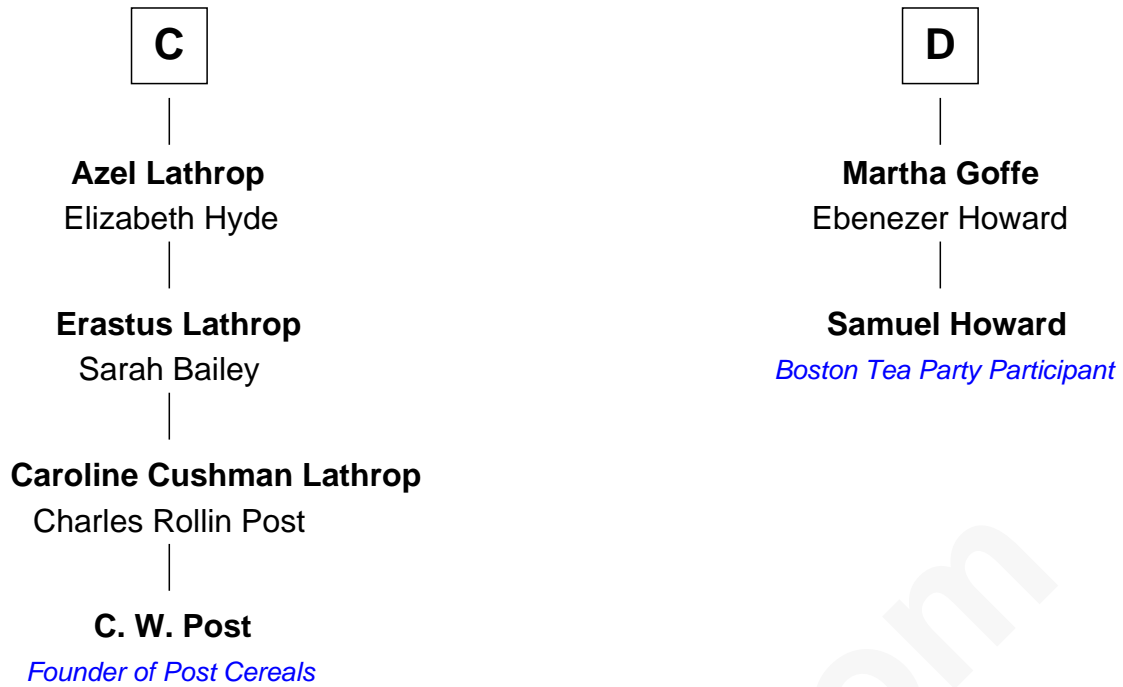 C
Azel Lathrop
Elizabeth Hyde
Erastus Lathrop
Sarah Bailey
Caroline Cushman Lathrop
Charles Rollin Post
C. W. Post
Founder of Post Cereals
D
Martha Goffe
Ebenezer Howard
Samuel Howard
Boston Tea Party Participant
om